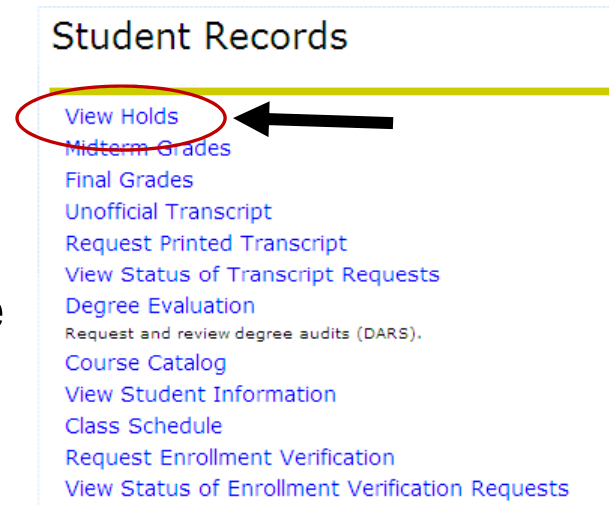 Student Records
View Holds
Midterm Grades
Final Grades
Unofficial Transcript
Request Printed Transcript
View Status of Transcript Requests
e
Degree Evaluation
Request and review degree audits (DARS).
Course Catalog
View Student Information
Class Schedule
Request Enrollment Verification
View Status of Enrollment Verification Requests